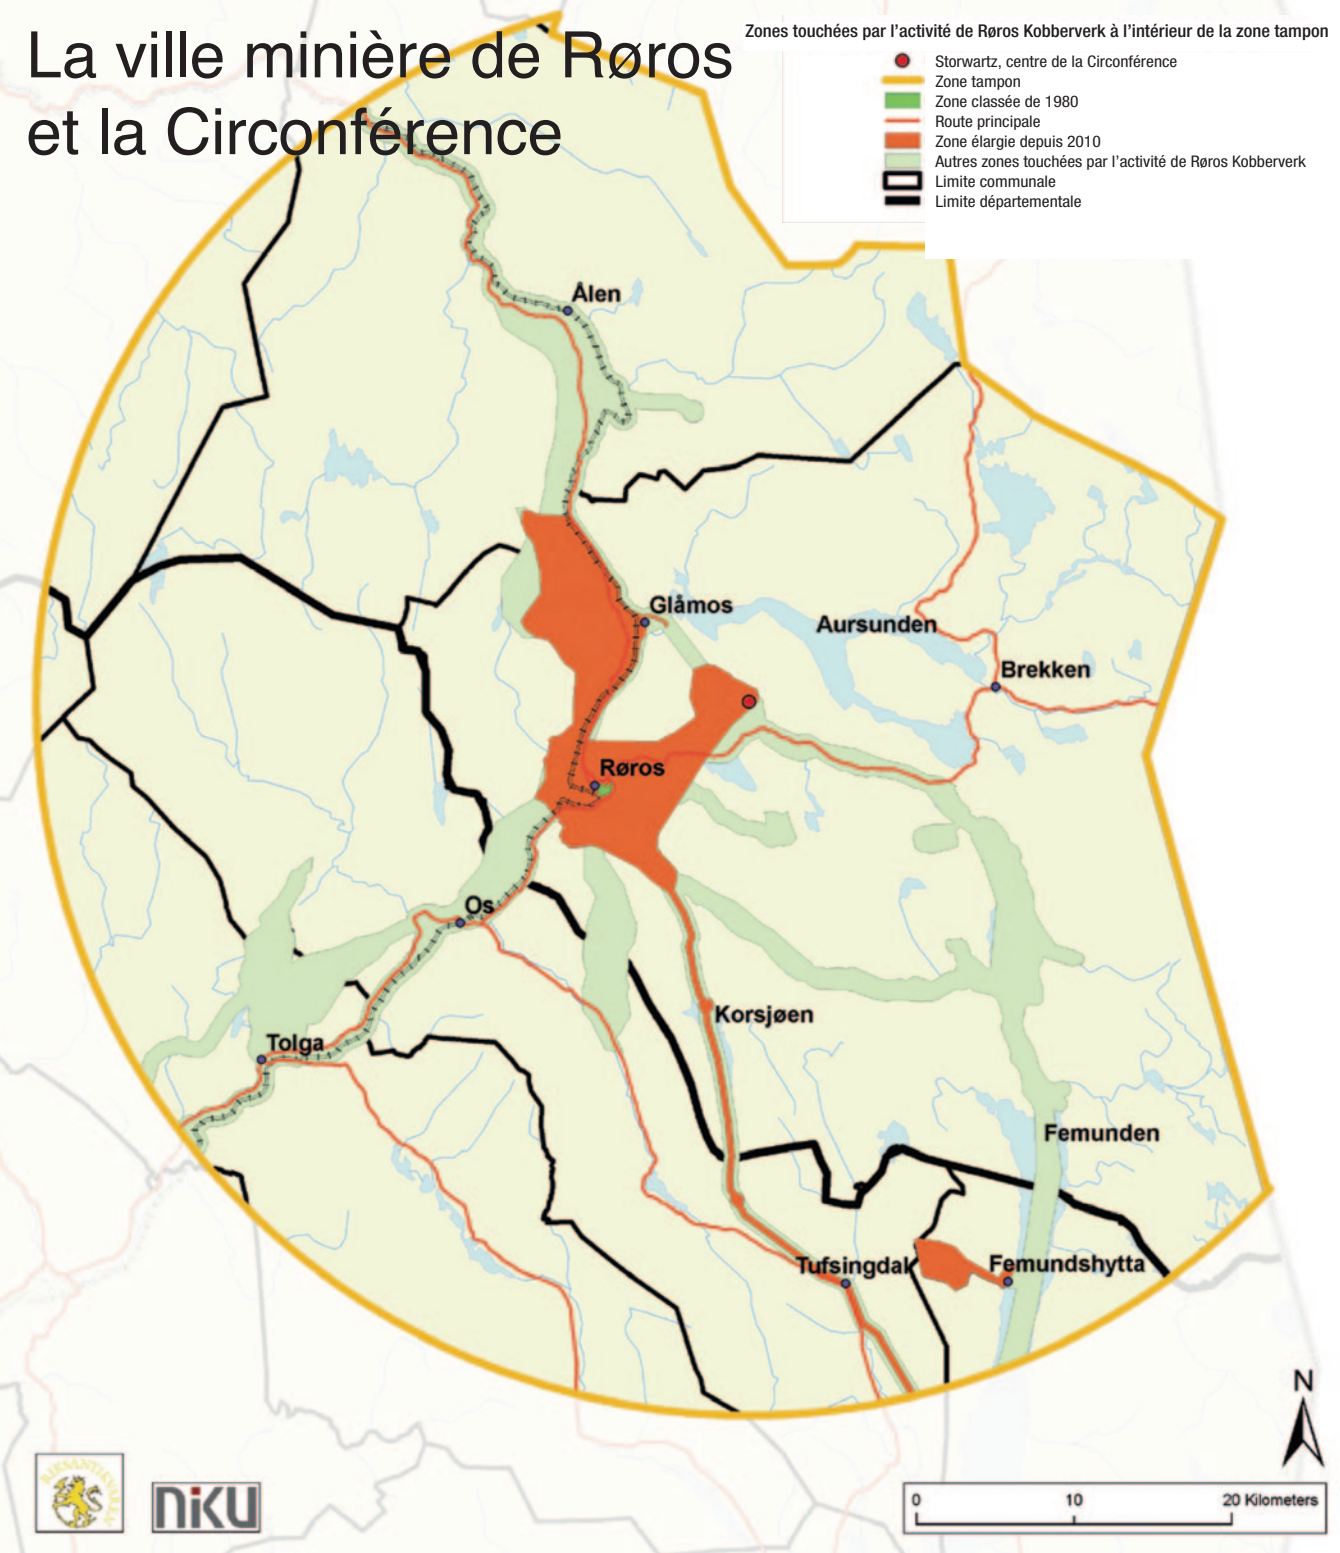 La ville minière de Røros
et la Circonférence
Zones touchées par l'activité de Røros Kobberverk à l'intérieur de la zone tampon
Storwartz, centre de la Circonférence
Zone tampon
Zone classée de 1980
Route principale
Zone élargie depuis 2010
Autres zones touchées par l'activité de Røros Kobberverk
Limite communale
Limite départementale
Ålen
Glåmos
Aursunden
Brekken
Røros
Os
Korsjøen
Tolga
Femunden
Tufsingdal
Femundshytta
N
RIKSANTIKVAREN
niku
0 10 20 Kilometers